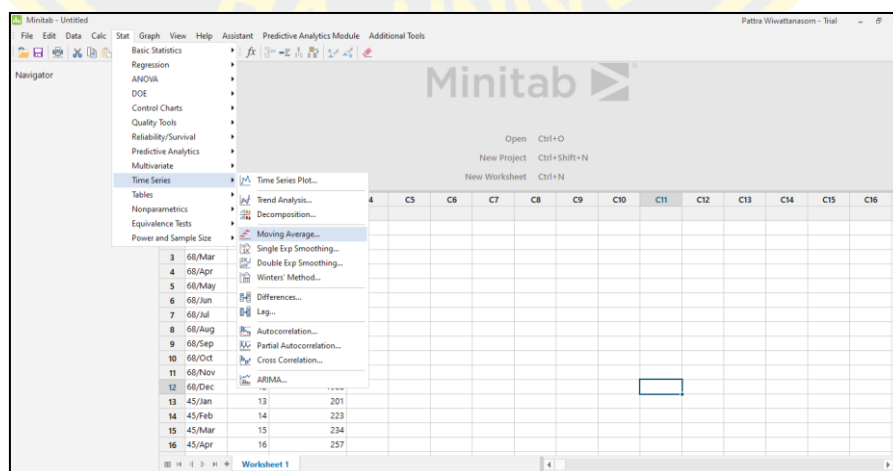 Minitab - Untitled
Pattra Wiwattanasorn - Trial
File Edit Data Calc Stat Graph View Help Assistant Predictive Analytics Module Additional Tools
Navigator
Basic Statistics
Regression
ANOVA
DOE
Control Charts
Quality Tools
Reliability/Survival
Predictive Analytics
Multivariate
Time Series
Tables
Nonparametrics
Equivalence Tests
Power and Sample Size
Time Series Plot...
Trend Analysis...
Decomposition...
Moving Average...
Single Exp Smoothing...
Double Exp Smoothing...
Winters' Method...
Differences...
Lag...
Autocorrelation...
Partial Autocorrelation...
Cross Correlation...
ARIMA...
Minitab
Open Ctrl+O
New Project Ctrl+Shift+N
New Worksheet Ctrl+N
C5 C6 C7 C8 C9 C10 C11 C12 C13 C14 C15 C16
3 68/Mar
4 68/Apr
5 68/May
6 68/Jun
7 68/Jul
8 68/Aug
9 68/Sep
10 68/Oct
11 68/Nov
12 68/Dec
13 45/Jan 13 201
14 45/Feb 14 223
15 45/Mar 15 234
16 45/Apr 16 257
Worksheet 1